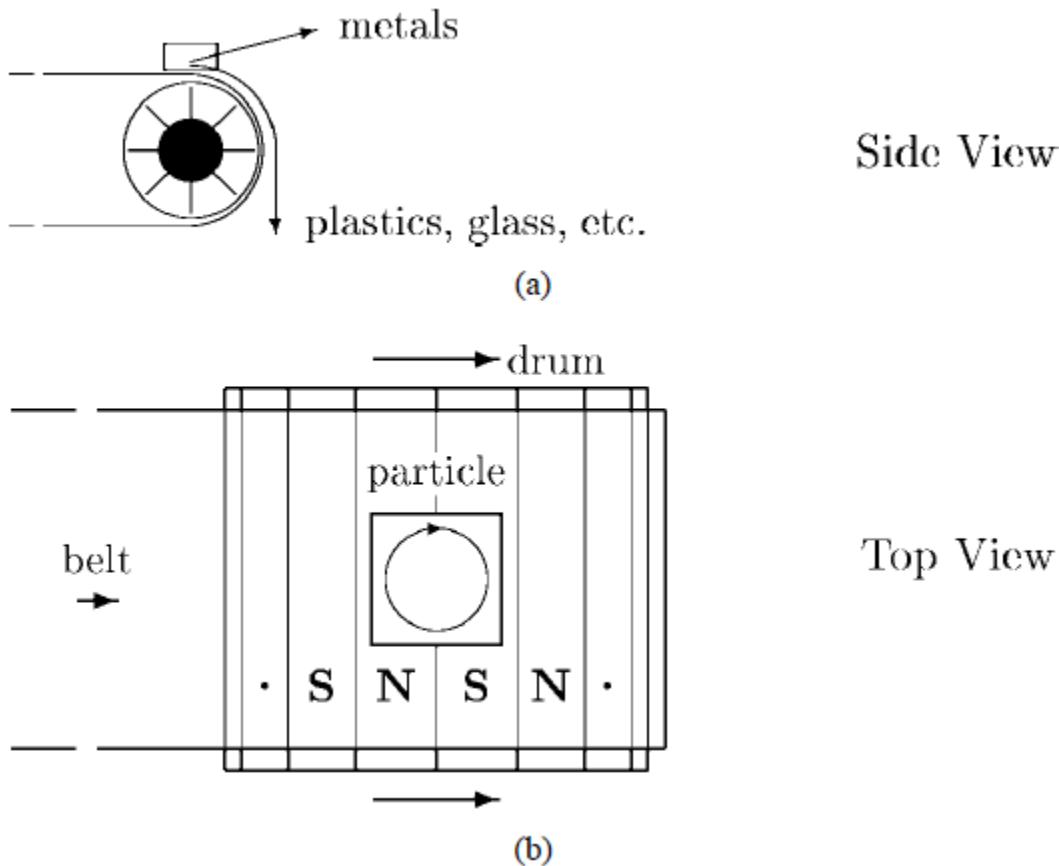 metals
Side View
plastics, glass, etc.
(a)
drum
particle
belt
Top View
· S N S N ·
(b)